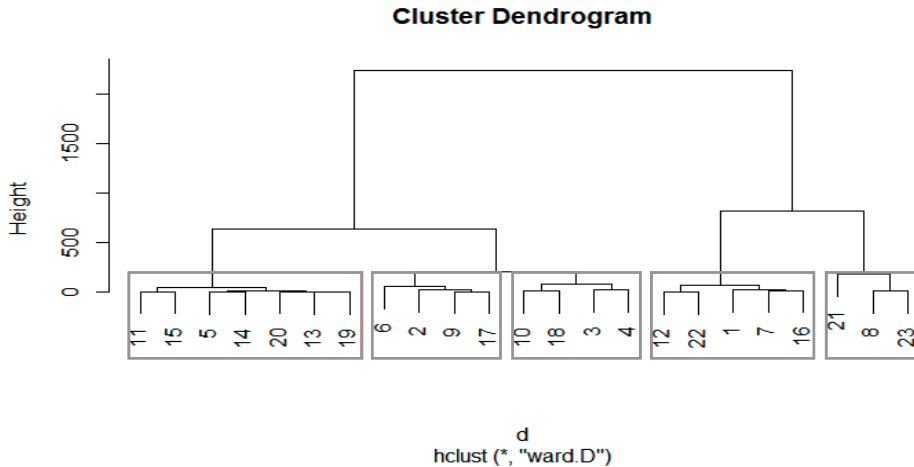 Cluster Dendrogram
Height
1500
500
0
11 15 5 14 20 13 19 6 2 9 17 10 18 3 4 12 22 1 7 16 21 8 23
d
hclust (*, "ward.D")